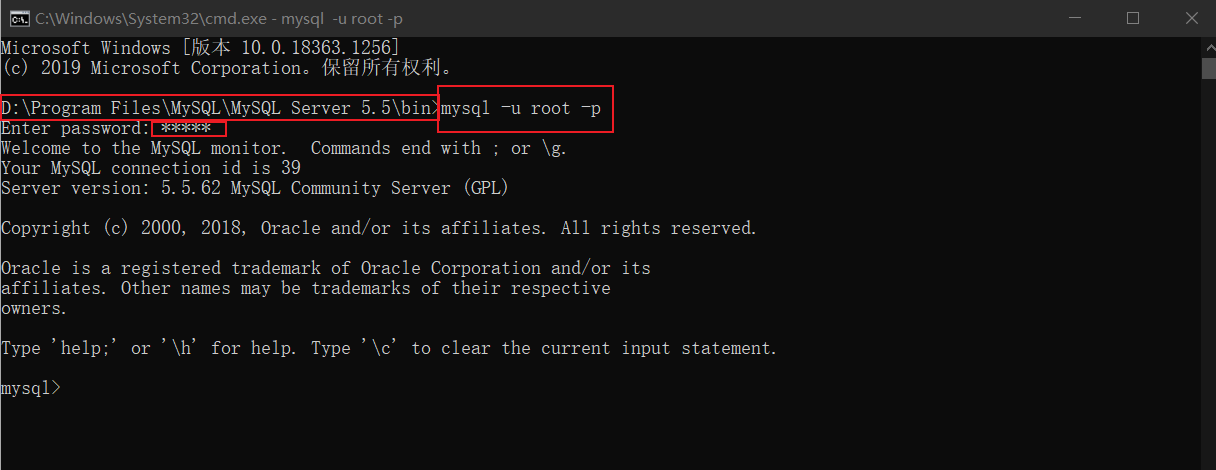 C:\Windows\System32\cmd.exe - mysql  -u root -p
Microsoft Windows [版本 10.0.18363.1256]
(c) 2019 Microsoft Corporation。保留所有权利。
D:\Program Files\MySQL\MySQL Server 5.5\bin>mysql -u root -p
Enter password: *****
Welcome to the MySQL monitor.  Commands end with ; or \g.
Your MySQL connection id is 39
Server version: 5.5.62 MySQL Community Server (GPL)
Copyright (c) 2000, 2018, Oracle and/or its affiliates. All rights reserved.
Oracle is a registered trademark of Oracle Corporation and/or its
affiliates. Other names may be trademarks of their respective
owners.
Type 'help;' or '\h' for help. Type '\c' to clear the current input statement.
mysql>